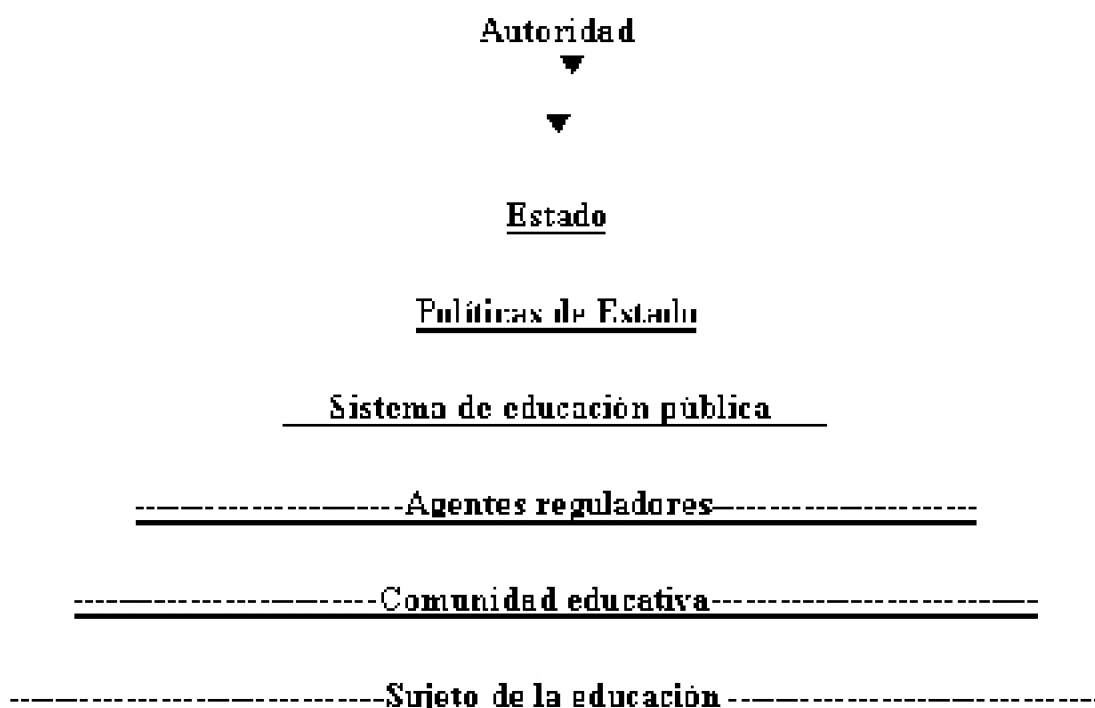 Autoridad
Estado
Políticas de Estado
Sistema de educación pública
-----------------------Agentes reguladores-----------------------
--------------------------Comunidad educativa----------------------------
--------------------------------Sujeto de la educación --------------------------------